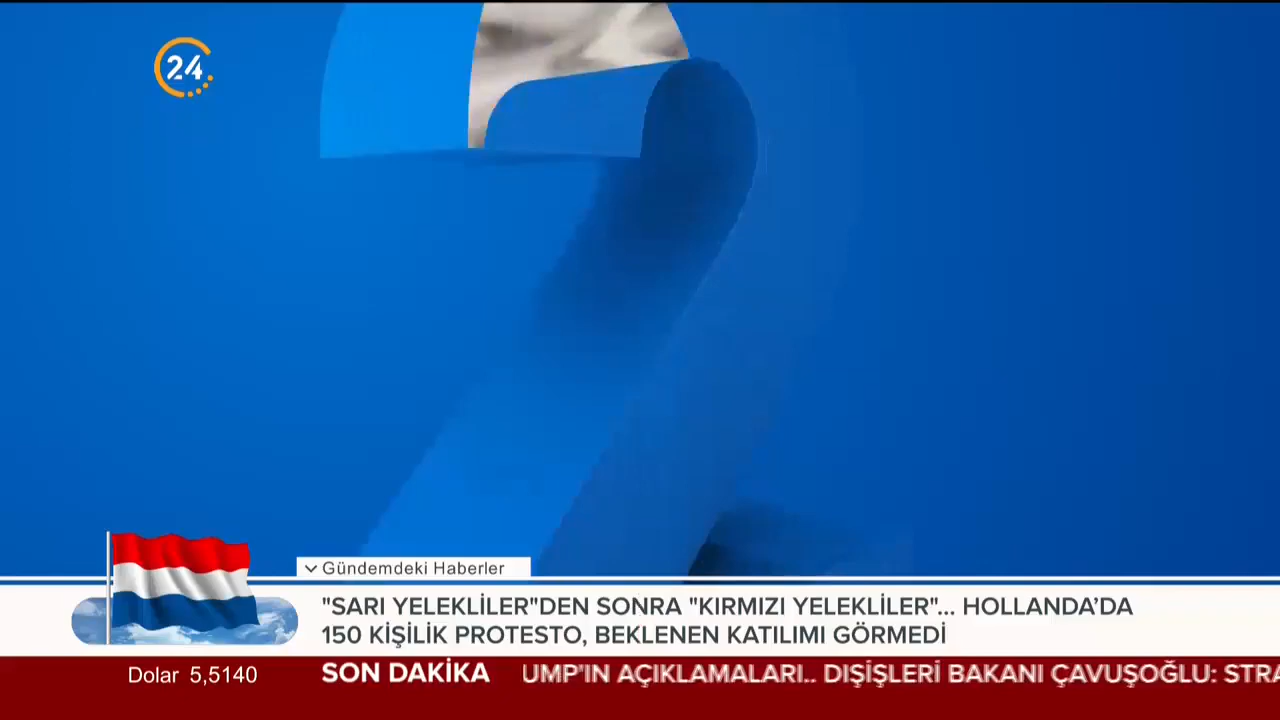 24
Gündemdeki Haberler
"SARI YELEKLİLER"DEN SONRA "KIRMIZI YELEKLİLER"... HOLLANDA’DA
150 KİŞİLİK PROTESTO, BEKLENEN KATILIMI GÖRMEDİ
Dolar 5,5140
SON DAKİKA
UMP'IN AÇIKLAMALARI.. DIŞİŞLERİ BAKANI ÇAVUŞOĞLU: STRA